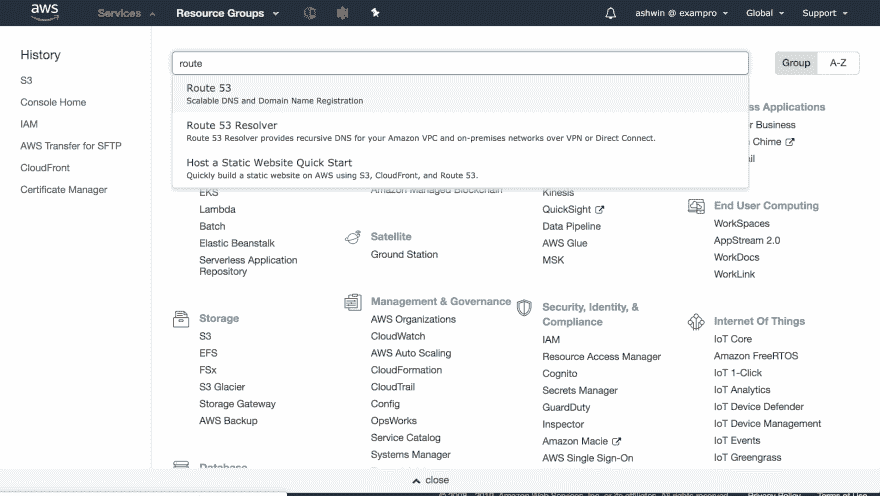 aws
Services
Resource Groups
ashwin @ exampro
Global
Support
History
S3
Console Home
IAM
AWS Transfer for SFTP
CloudFront
Certificate Manager
route
Group
A-Z
Route 53
Scalable DNS and Domain Name Registration
Route 53 Resolver
Route 53 Resolver provides recursive DNS for your Amazon VPC and on-premises networks over VPN or Direct Connect.
Host a Static Website Quick Start
Quickly build a static website on AWS using S3, CloudFront, and Route 53.
EKS
Lambda
Batch
Elastic Beanstalk
Serverless Application
Repository
Storage
S3
EFS
FSx
S3 Glacier
Storage Gateway
AWS Backup
Database
Amazon Managed Blockchain
Satellite
Ground Station
Management & Governance
AWS Organizations
CloudWatch
AWS Auto Scaling
CloudFormation
CloudTrail
Config
OpsWorks
Service Catalog
Systems Manager
Kinesis
QuickSight
Data Pipeline
AWS Glue
MSK
Security, Identity, &
Compliance
IAM
Resource Access Manager
Cognito
Secrets Manager
GuardDuty
Inspector
Amazon Macie
AWS Single Sign-On
ss Applications
r Business
Chime
il
End User Computing
WorkSpaces
AppStream 2.0
WorkDocs
WorkLink
Internet Of Things
IoT Core
Amazon FreeRTOS
IoT 1-Click
IoT Analytics
IoT Device Defender
IoT Device Management
IoT Events
IoT Greengrass
close